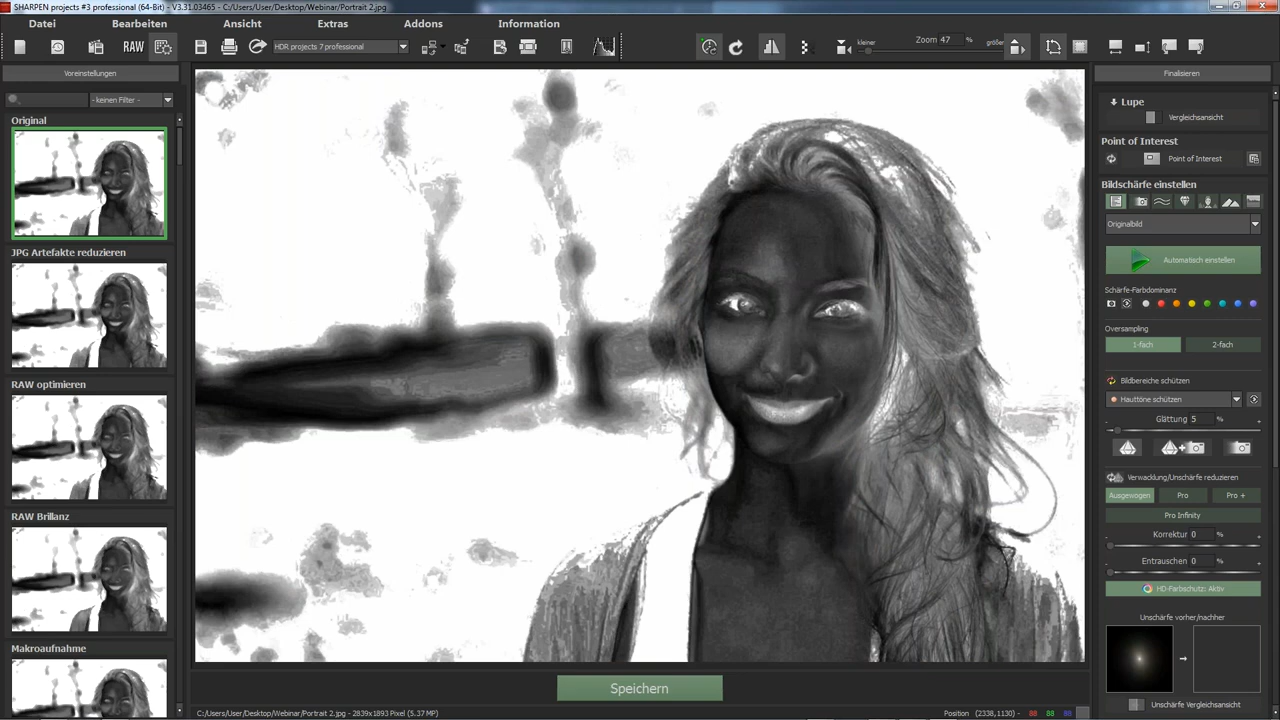 SHARPEN projects #3 professional (64-Bit) - V3.31.03465 - C:/Users/User/Desktop/Webinar/Portrait 2.jpg
Datei Bearbeiten Ansicht Extras Addons Information
RAW HDR projects 7 professional kleiner Zoom 47 % größer
Voreinstellungen
- keinen Filter -
Original
JPG Artefakte reduzieren
RAW optimieren
RAW Brillanz
Makroaufnahme
Speichern
C:/Users/User/Desktop/Webinar/Portrait 2.jpg - 2839x1893 Pixel (5.37 MP)
Position (2338,1130) - 88 88 88
Finalisieren
Lupe
Vergleichsansicht
Point of Interest
Point of Interest
Bildschärfe einstellen
Originalbild
Automatisch einstellen
Schärfe-Farbdominanz
Oversampling
1-fach 2-fach
Bildbereiche schützen
Hauttöne schützen
Glättung 5 %
Verwacklung/Unschärfe reduzieren
Ausgewogen Pro Pro +
Pro Infinity
Korrektur 0 %
Entrauschen 0 %
HD-Farbschutz: Aktiv
Unschärfe vorher/nachher
Unschärfe Vergleichsansicht